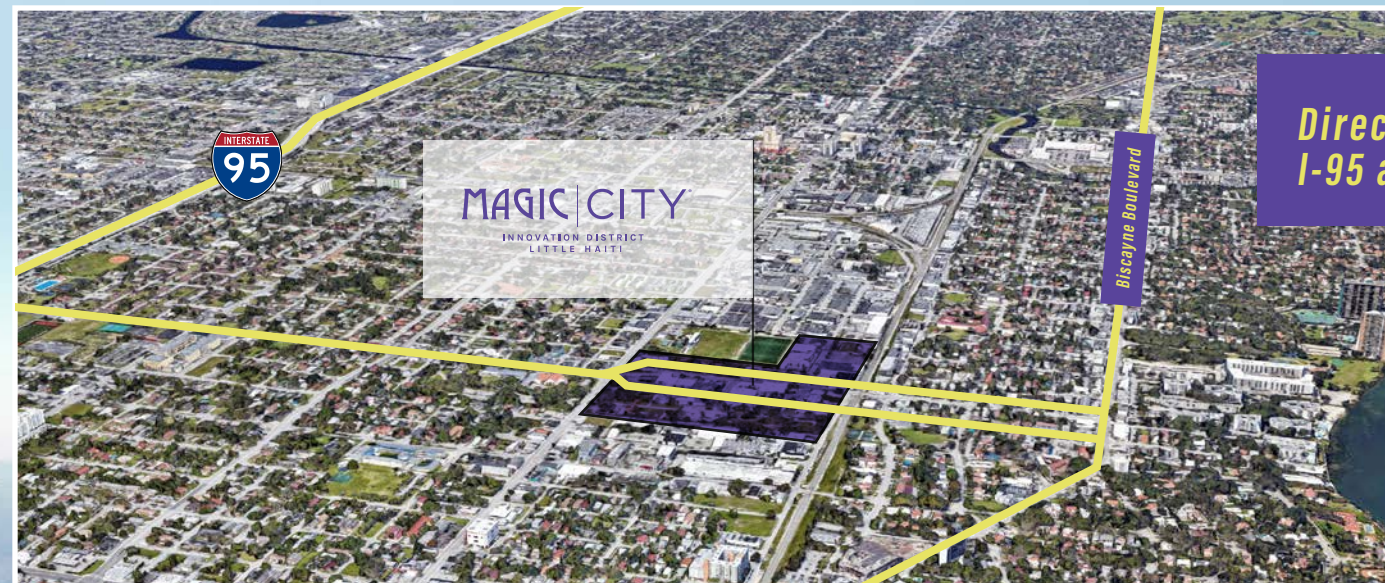 INTERSTATE
95
MAGIC CITY
INNOVATION DISTRICT
LITTLE HAITI
Biscayne Boulevard
Direc
I-95 a